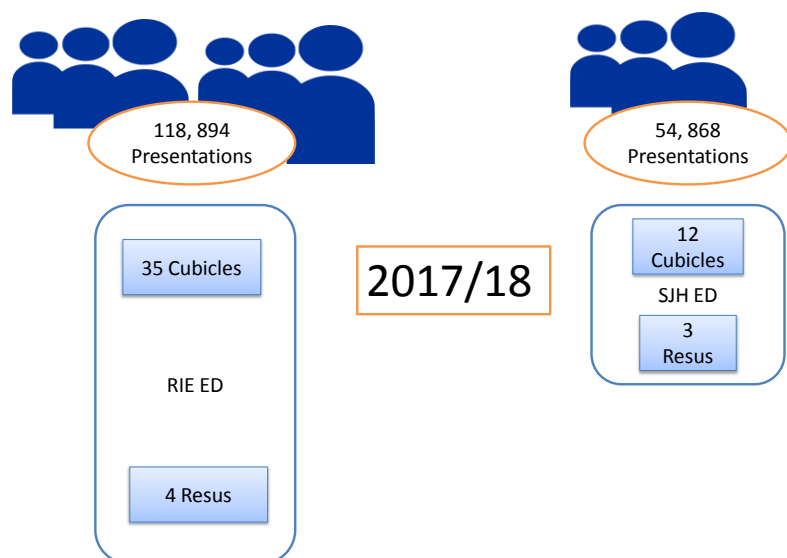 118, 894
Presentations
35 Cubicles
RIE ED
4 Resus
2017/18
54, 868
Presentations
12
Cubicles
SJH ED
3
Resus